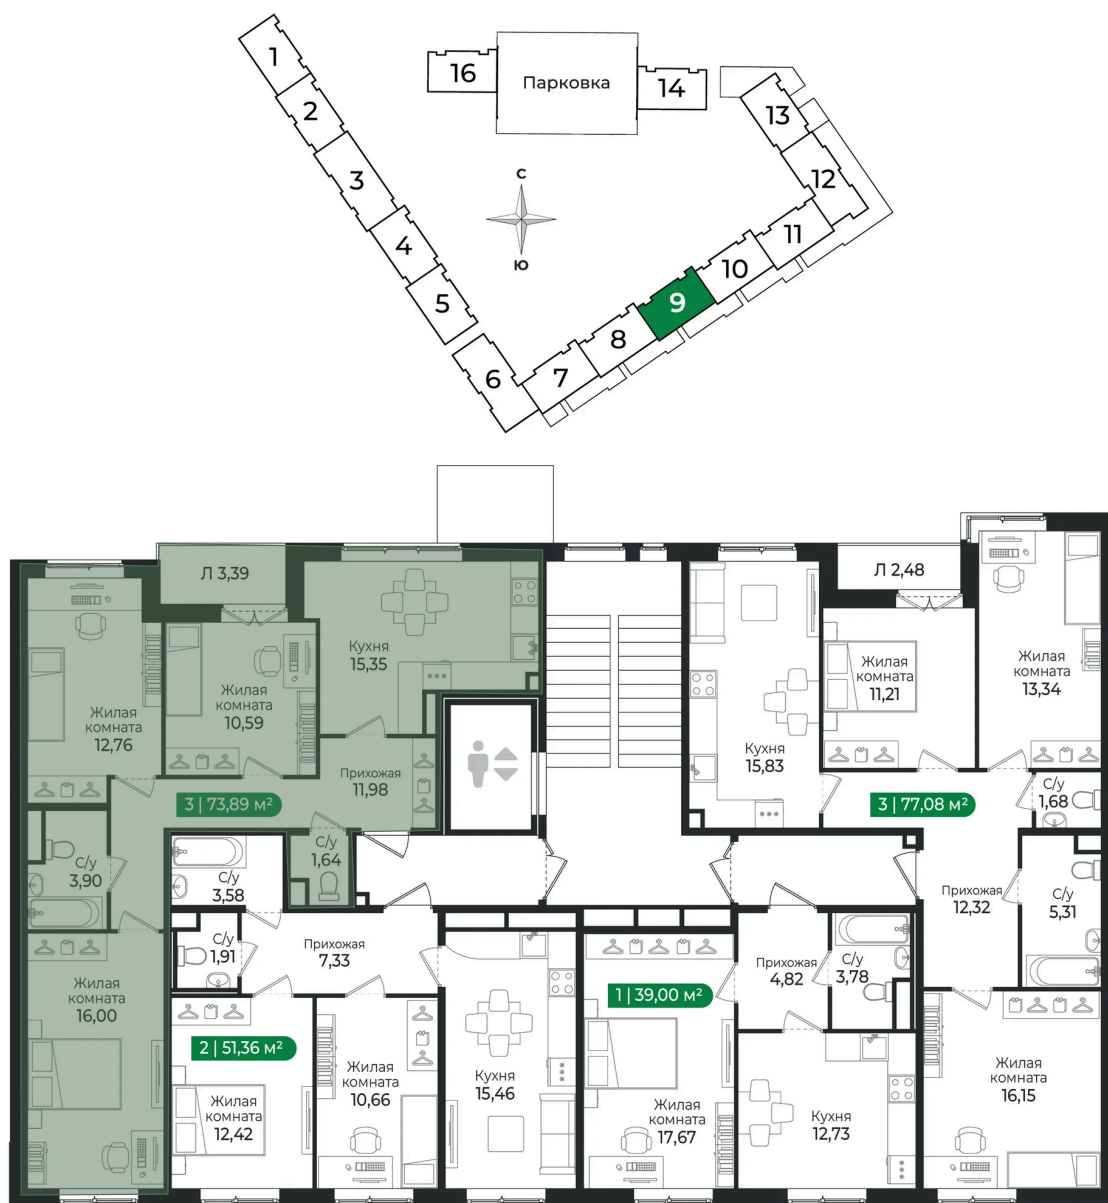 1
2
3
4
5
6
7
8
9
10
11
12
13
14
16
Парковка
С
Ю
Л 3,39
Кухня
15,35
Жилая
комната
10,59
Жилая
комната
12,76
Прихожая
11,98
3 | 73,89 м²
С/у
1,64
С/у
3,90
С/у
3,58
С/у
1,91
Прихожая
7,33
Жилая
комната
16,00
2 | 51,36 м²
Жилая
комната
12,42
Жилая
комната
10,66
Кухня
15,46
1 | 39,00 м²
Жилая
комната
17,67
Прихожая
4,82
С/у
3,78
Кухня
12,73
Л 2,48
Жилая
комната
11,21
Жилая
комната
13,34
Кухня
15,83
3 | 77,08 м²
С/у
1,68
Прихожая
12,32
С/у
5,31
Жилая
комната
16,15